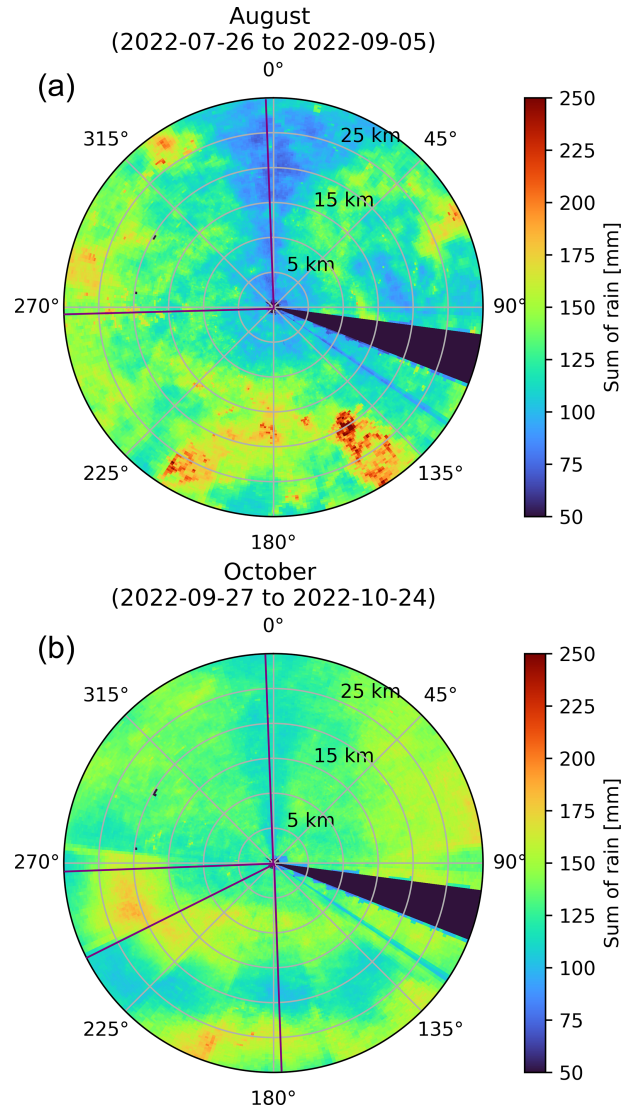 August
(2022-07-26 to 2022-09-05)
(a)
0°
45°
90°
135°
180°
225°
270°
315°
5 km
15 km
25 km
250
225
200
175
150
125
100
75
50
Sum of rain [mm]
October
(2022-09-27 to 2022-10-24)
(b)
0°
45°
90°
135°
180°
225°
270°
315°
5 km
15 km
25 km
250
225
200
175
150
125
100
75
50
Sum of rain [mm]